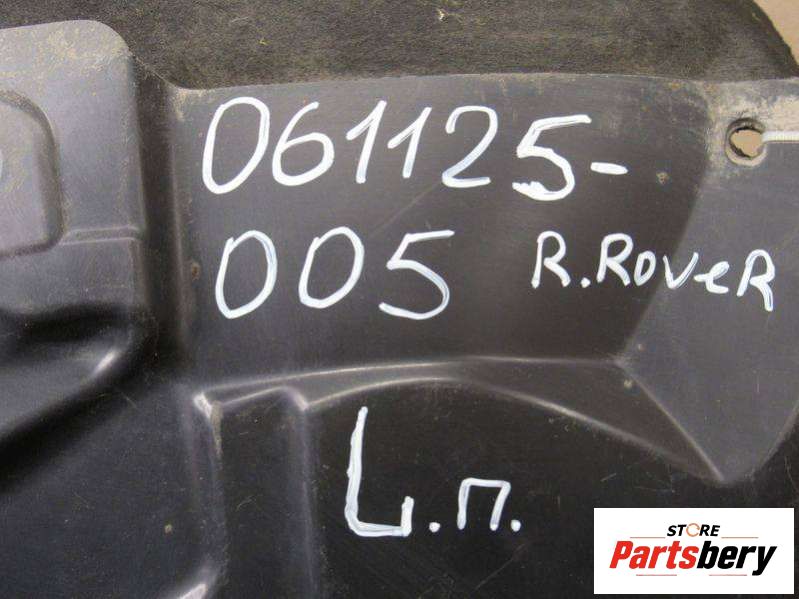 061125-
005 R.RoveR
L.п.
STORE
Partsbery